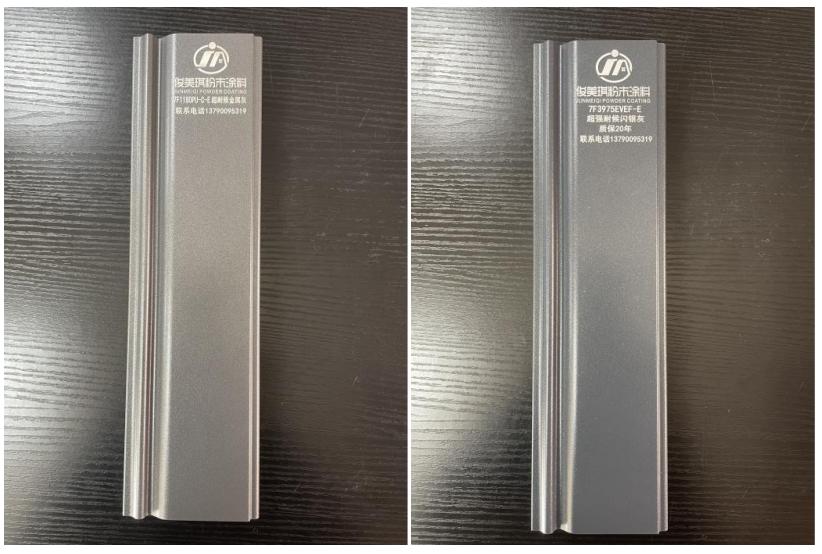 俊美琪粉末涂料
JUNMEIQI POWDER COATING
7F1180PU-C-E 超耐候金属灰
联系电话13790095319
俊美琪粉末涂料
JUNMEIQI POWDER COATING
7F3975EVEF-E
超强耐候闪银灰
质保20年
联系电话13790095319